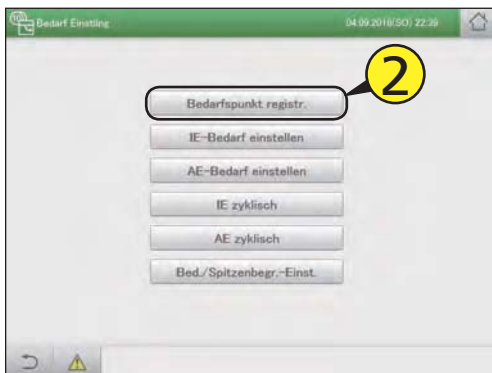 Bedarf Einstllng
04.09.2016(SO) 22:39
2
Bedarfspunkt registr.
IE-Bedarf einstellen
AE-Bedarf einstellen
IE zyklisch
AE zyklisch
Bed./Spitzenbegr.-Einst.